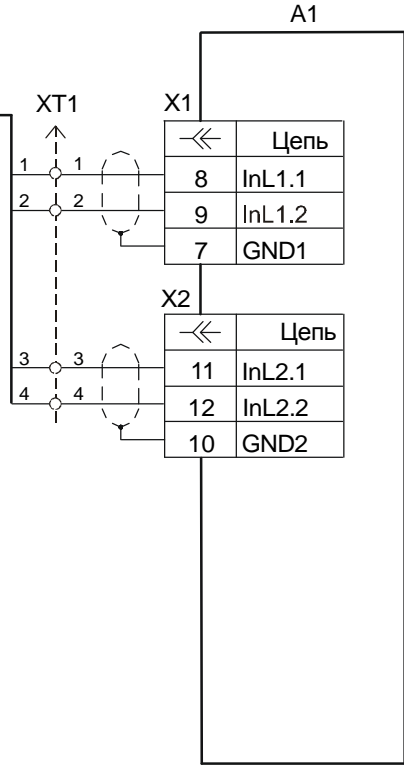 A1
XT1
X1
Цепь
1 1 8 InL1.1
2 2 9 InL1.2
7 GND1
X2
Цепь
3 3 11 InL2.1
4 4 12 InL2.2
10 GND2